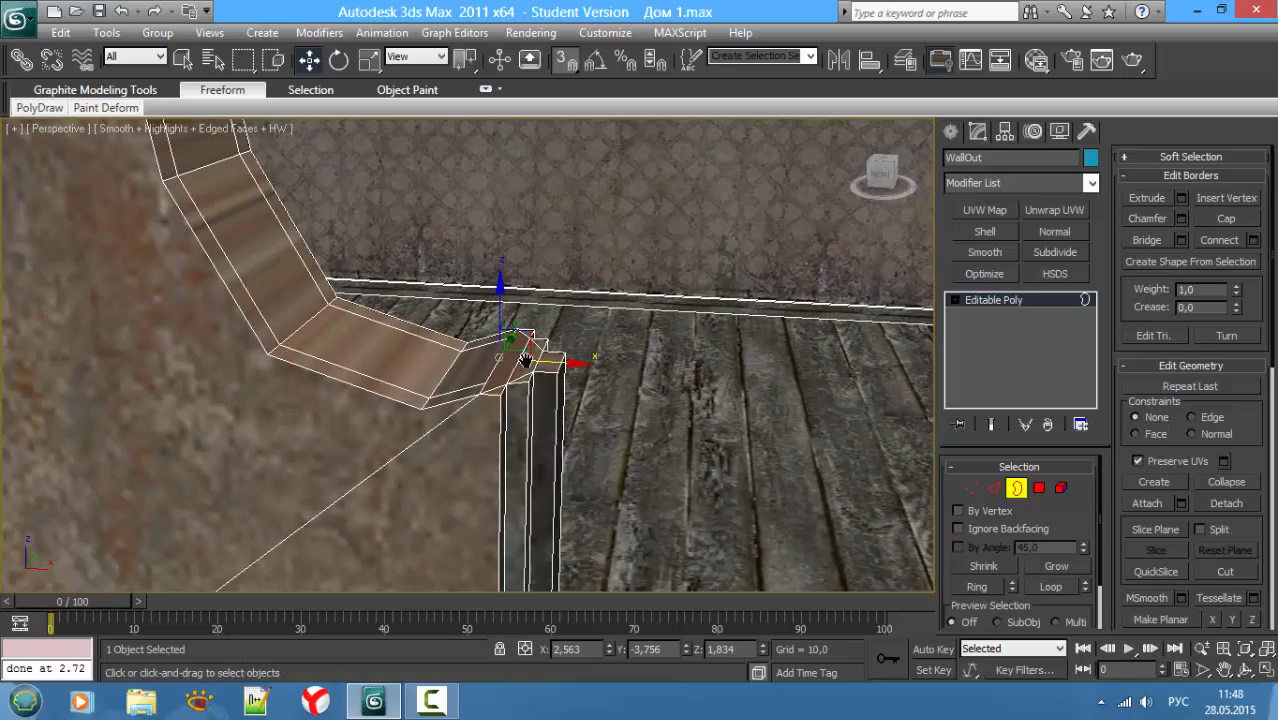 Autodesk 3ds Max 2011 x64 - Student Version Дом 1.max
Type a keyword or phrase
Edit Tools Group Views Create Modifiers Animation Graph Editors Rendering Customize MAXScript Help
All View 3 Create Selection Se
Graphite Modeling Tools Freeform Selection Object Paint
PolyDraw Paint Deform
[ + ] [ Perspective ] [ Smooth + Highlights + Edged Faces + HW ]
z
x
z
x
WallOut
Modifier List
UVW Map Unwrap UVW
Shell Normal
Smooth Subdivide
Optimize HSDS
Editable Poly
Selection
By Vertex
Ignore Backfacing
By Angle: 45,0
Shrink Grow
Ring Loop
Preview Selection
Off SubObj Multi
Soft Selection
Edit Borders
Extrude Insert Vertex
Chamfer Cap
Bridge Connect
Create Shape From Selection
Weight: 1,0
Crease: 0,0
Edit Tri. Turn
Edit Geometry
Repeat Last
Constraints
None Edge
Face Normal
Preserve UVs
Create Collapse
Attach Detach
Slice Plane Split
Slice Reset Plane
QuickSlice Cut
MSmooth Tessellate
Make Planar X Y Z
< 0 / 100 >
0 10 20 30 40 50 60 70 80 90 100
1 Object Selected X: 2,563 Y: -3,756 Z: 1,834 Grid = 10,0 Auto Key Selected
done at 2.72 Click or click-and-drag to select objects Add Time Tag Set Key Key Filters... 0
РУС
11:48
28.05.2015